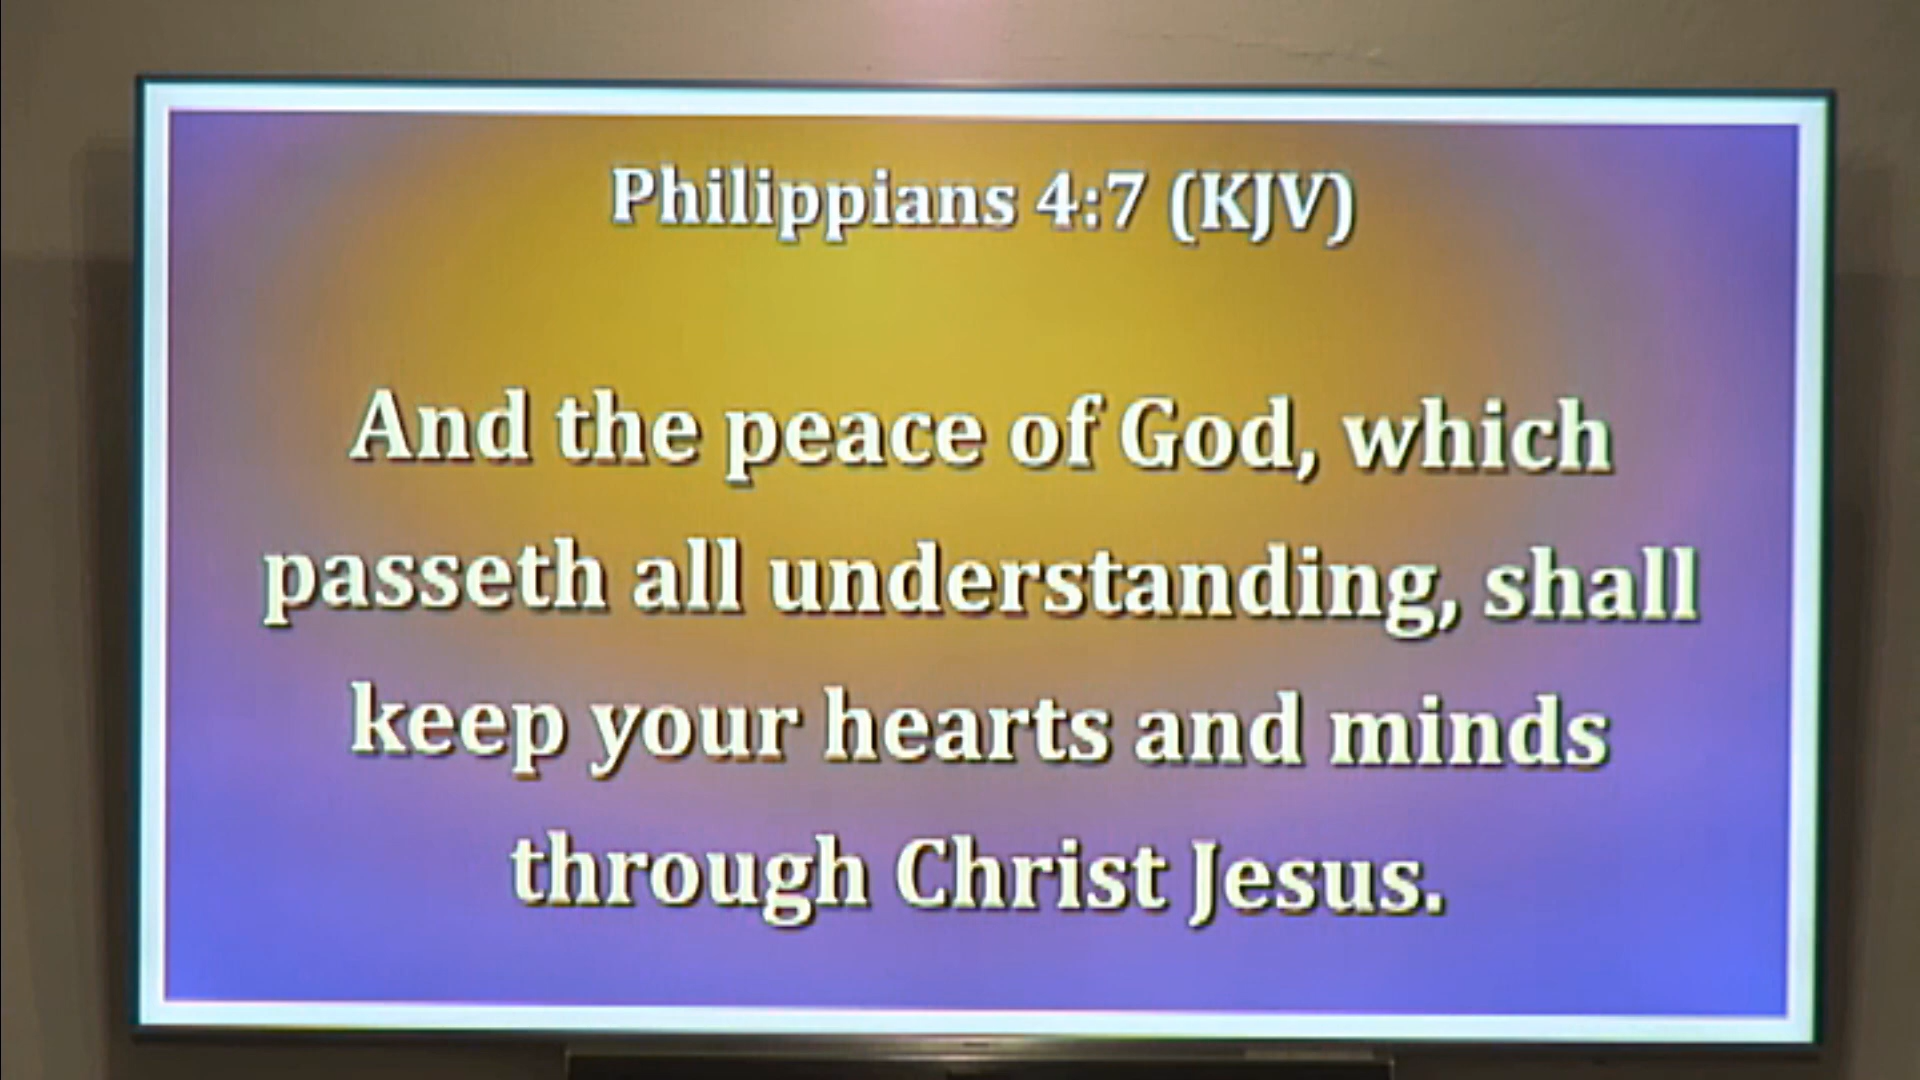 Philippians 4:7 (KJV)
And the peace of God, which
passeth all understanding, shall
keep your hearts and minds
through Christ Jesus.